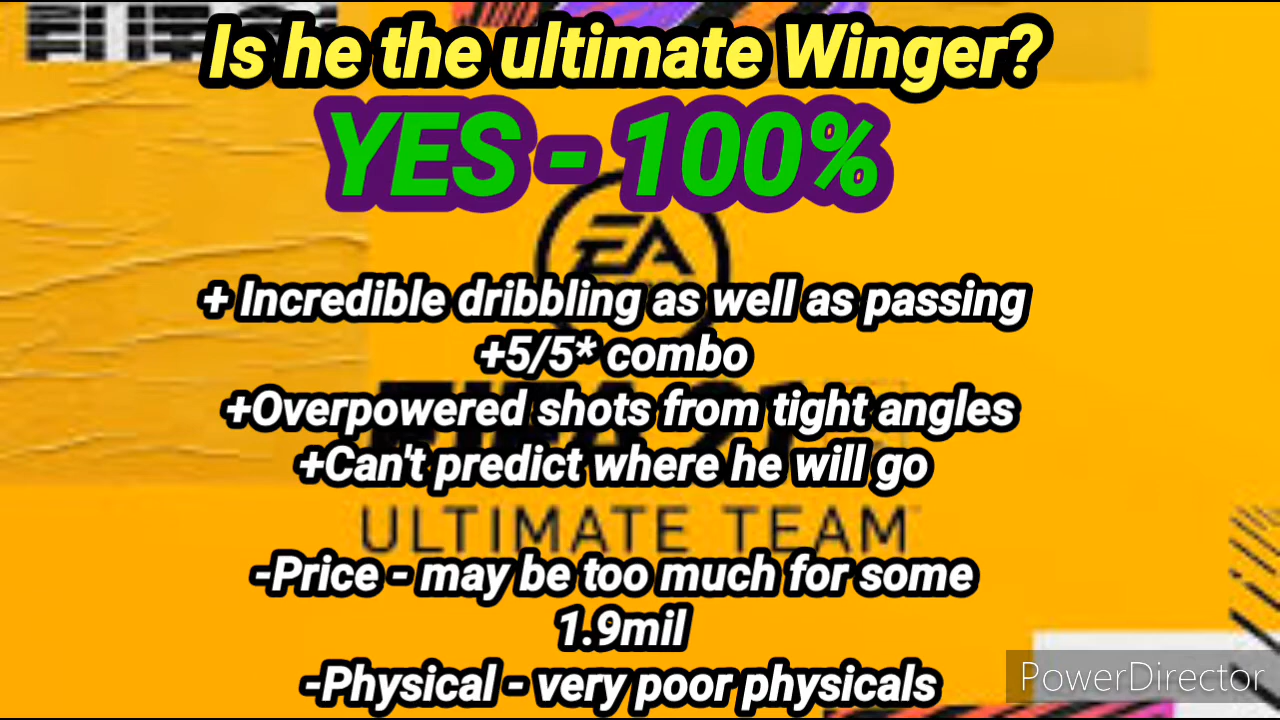 Is he the ultimate Winger?
YES - 100%
EA
+ Incredible dribbling as well as passing
+5/5* combo
+Overpowered shots from tight angles
+Can't predict where he will go
ULTIMATE TEAM
-Price - may be too much for some
1.9mil
-Physical - very poor physicals
PowerDirector